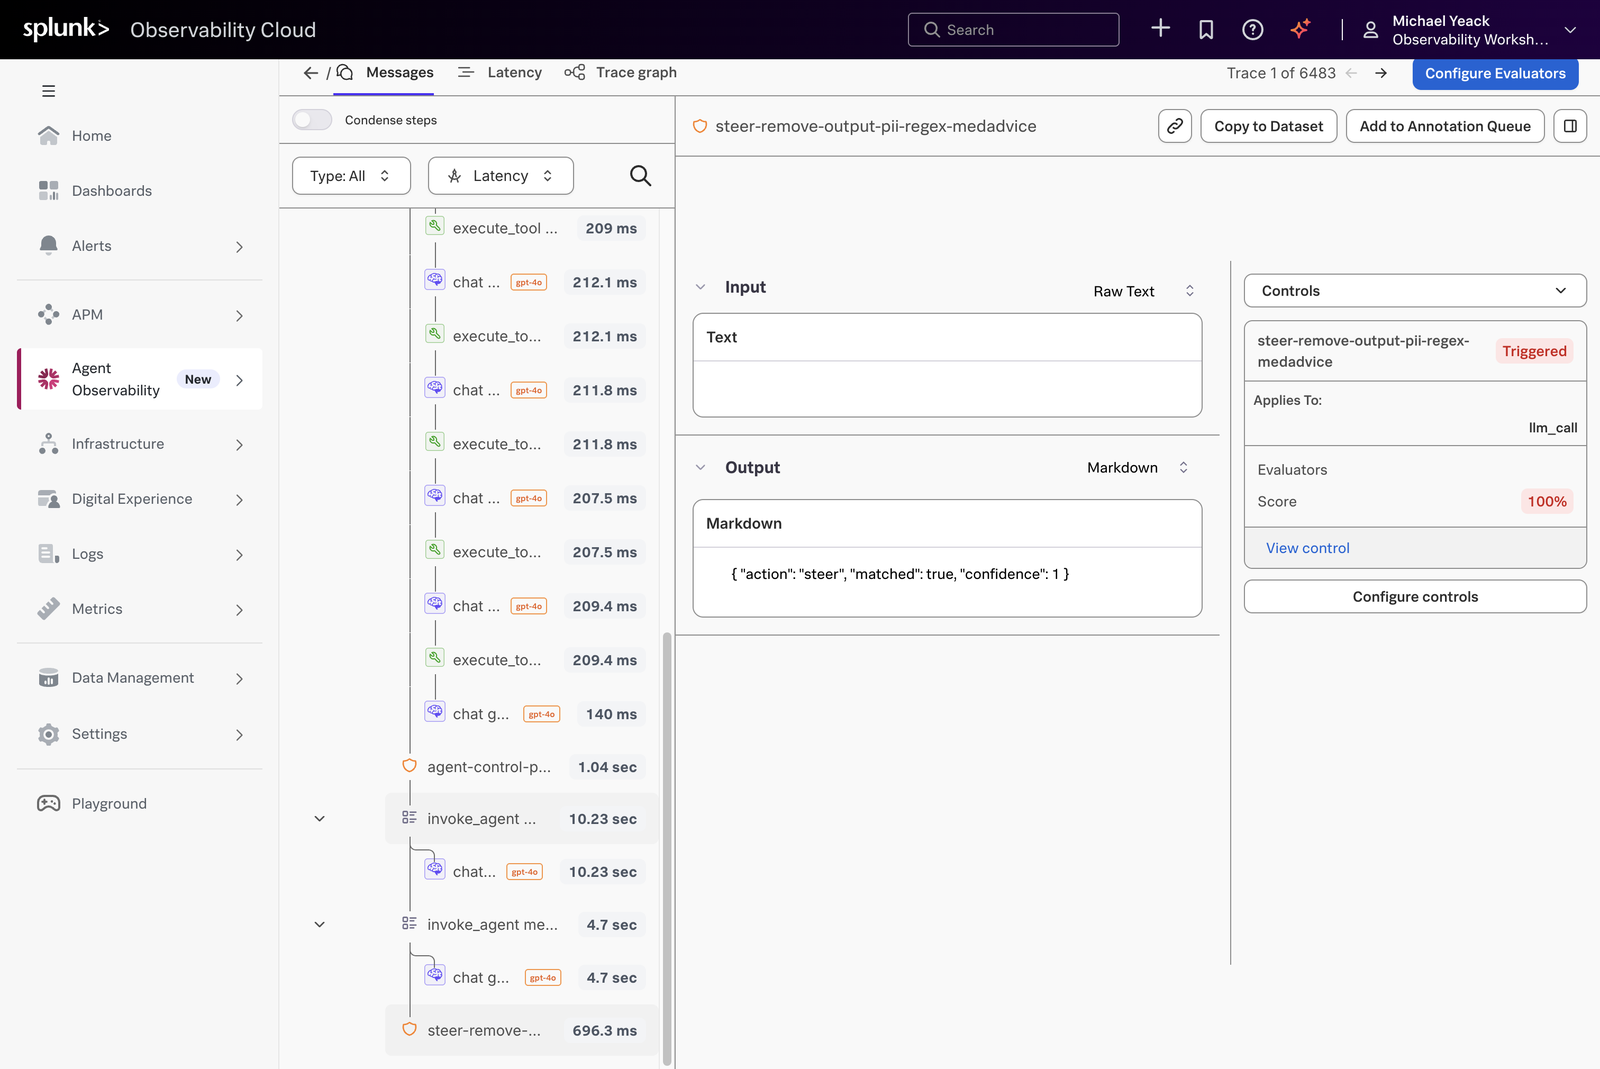 splunk> Observability Cloud
Search
Michael Yeack
Observability Worksh...
Home
Dashboards
Alerts
APM
Agent
Observability
New
Infrastructure
Digital Experience
Logs
Metrics
Data Management
Settings
Playground
/ Messages
Latency
Trace graph
Trace 1 of 6483
Configure Evaluators
Condense steps
Type: All
Latency
execute_tool ... 209 ms
chat ... gpt-4o 212.1 ms
execute_to... 212.1 ms
chat ... gpt-4o 211.8 ms
execute_to... 211.8 ms
chat ... gpt-4o 207.5 ms
execute_to... 207.5 ms
chat ... gpt-4o 209.4 ms
execute_to... 209.4 ms
chat g... gpt-4o 140 ms
agent-control-p... 1.04 sec
invoke_agent ... 10.23 sec
chat... gpt-4o 10.23 sec
invoke_agent me... 4.7 sec
chat g... gpt-4o 4.7 sec
steer-remove-... 696.3 ms
steer-remove-output-pii-regex-medadvice
Copy to Dataset
Add to Annotation Queue
Input
Raw Text
Text
Output
Markdown
Markdown
{ "action": "steer", "matched": true, "confidence": 1 }
Controls
steer-remove-output-pii-regex-
medadvice
Triggered
Applies To:
llm_call
Evaluators
Score 100%
View control
Configure controls